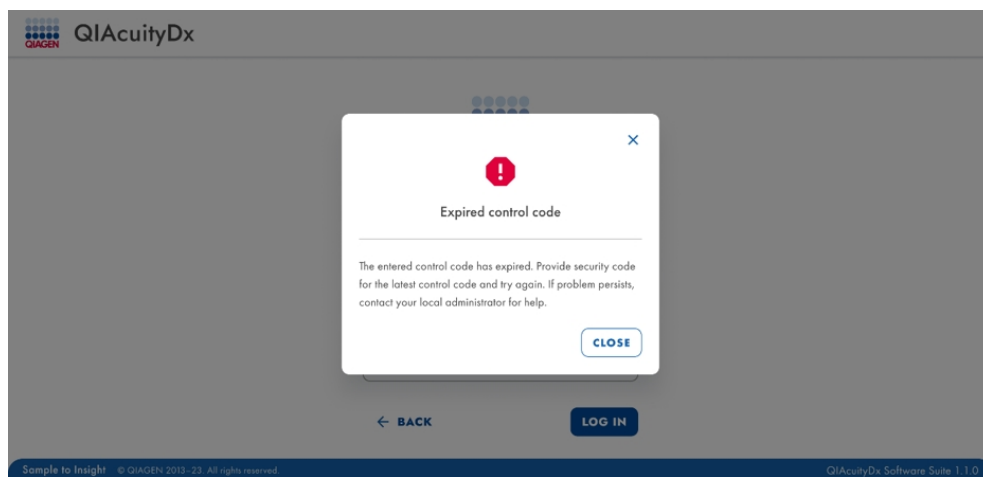 QIAGEN
QIAcuityDx
Expired control code
The entered control code has expired. Provide security code
for the latest control code and try again. If problem persists,
contact your local administrator for help.
CLOSE
← BACK
LOG IN
Sample to Insight © QIAGEN 2013–23. All rights reserved.
QIAcuityDx Software Suite 1.1.0